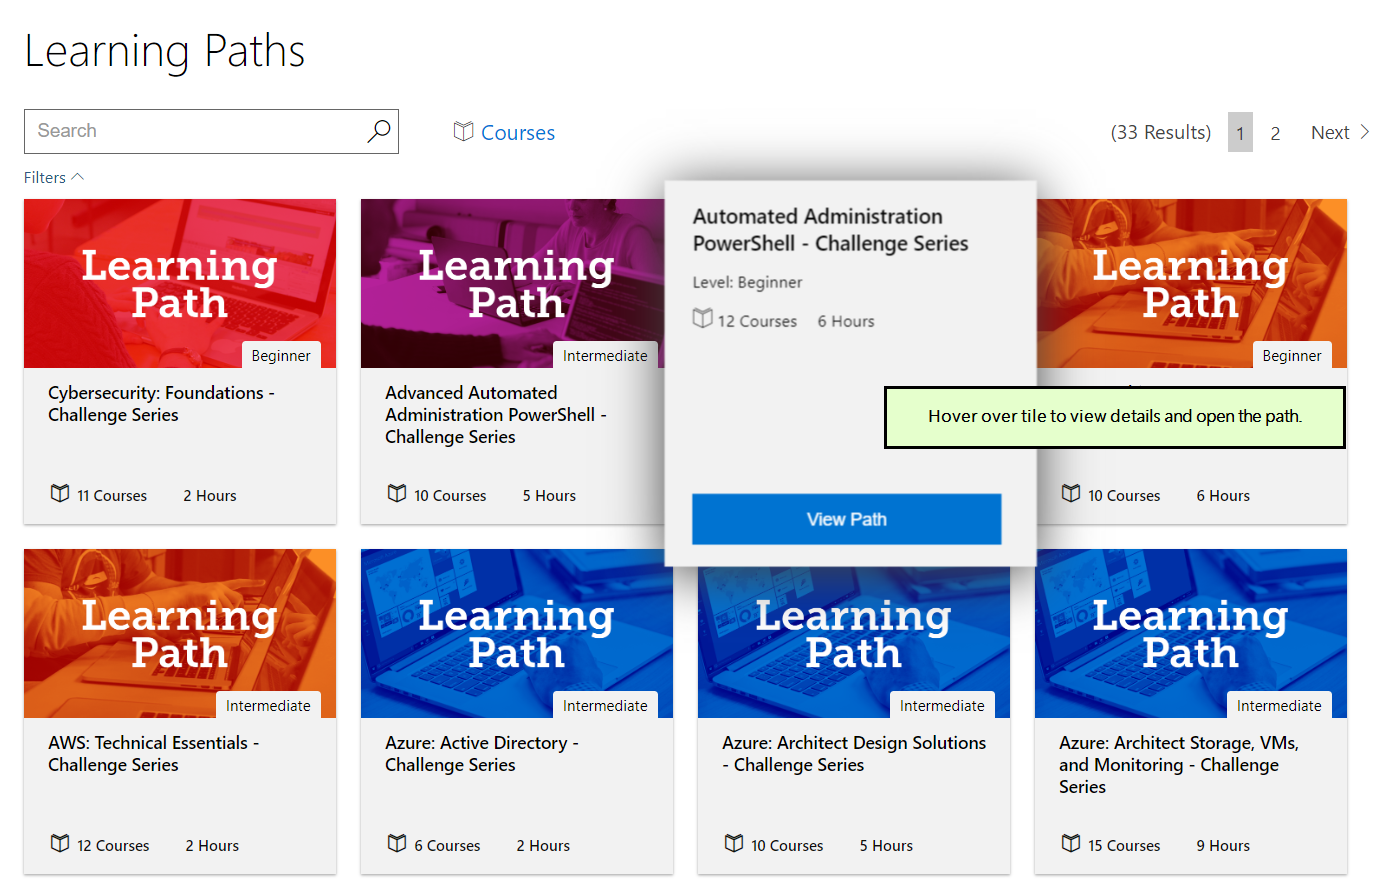 Learning Paths
Search
Courses
(33 Results) 1 2 Next
Filters
Learning
Path
Beginner
Cybersecurity: Foundations -
Challenge Series
11 Courses 2 Hours
Learning
Path
Intermediate
Advanced Automated
Administration PowerShell -
Challenge Series
10 Courses 5 Hours
Automated Administration
PowerShell - Challenge Series
Level: Beginner
12 Courses 6 Hours
View Path
Learning
Path
Beginner
Hover over tile to view details and open the path.
10 Courses 6 Hours
Learning
Path
Intermediate
AWS: Technical Essentials -
Challenge Series
12 Courses 2 Hours
Learning
Path
Intermediate
Azure: Active Directory -
Challenge Series
6 Courses 2 Hours
Learning
Path
Intermediate
Azure: Architect Design Solutions
- Challenge Series
10 Courses 5 Hours
Learning
Path
Intermediate
Azure: Architect Storage, VMs,
and Monitoring - Challenge
Series
15 Courses 9 Hours